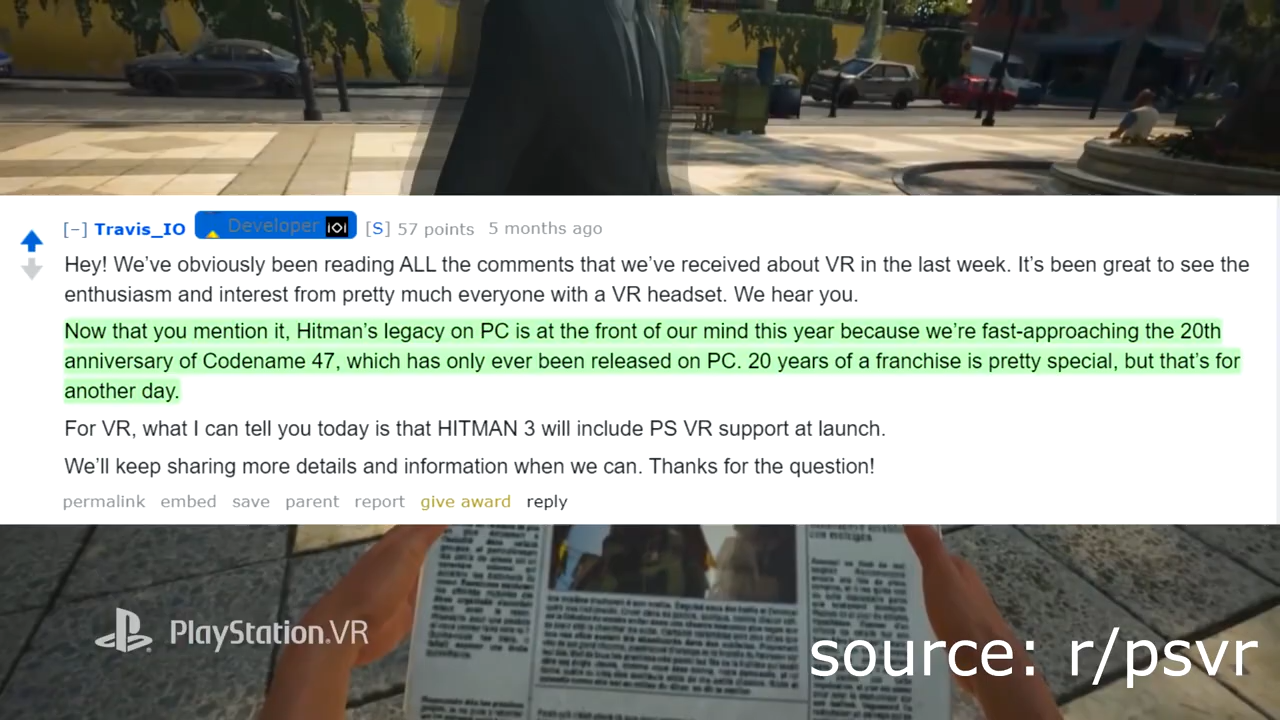 [–] Travis_IO Developer IOI [S] 57 points 5 months ago
Hey! We've obviously been reading ALL the comments that we've received about VR in the last week. It's been great to see the
enthusiasm and interest from pretty much everyone with a VR headset. We hear you.
Now that you mention it, Hitman's legacy on PC is at the front of our mind this year because we're fast-approaching the 20th
anniversary of Codename 47, which has only ever been released on PC. 20 years of a franchise is pretty special, but that's for
another day.
For VR, what I can tell you today is that HITMAN 3 will include PS VR support at launch.
We'll keep sharing more details and information when we can. Thanks for the question!
permalink embed save parent report give award reply
PlayStation.VR
source: r/psvr